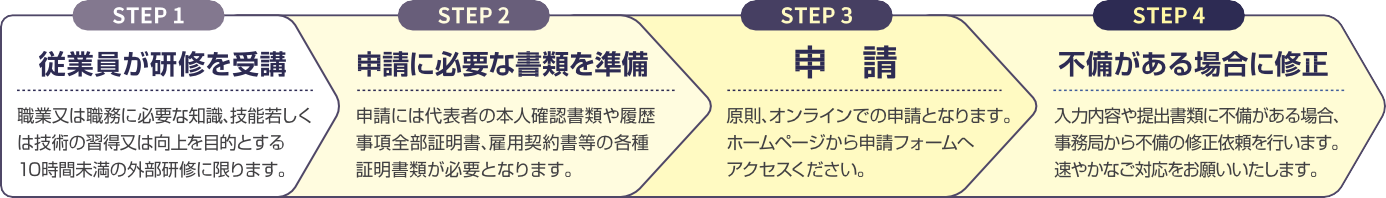 STEP 1
従業員が研修を受講
職業又は職務に必要な知識、技能若しく
は技術の習得又は向上を目的とする
10時間未満の外部研修に限ります。
STEP 2
申請に必要な書類を準備
申請には代表者の本人確認書類や履歴
事項全部証明書、雇用契約書等の各種
証明書類が必要となります。
STEP 3
申　請
原則、オンラインでの申請となります。
ホームページから申請フォームへ
アクセスください。
STEP 4
不備がある場合に修正
入力内容や提出書類に不備がある場合、
事務局から不備の修正依頼を行います。
速やかなご対応をお願いいたします。